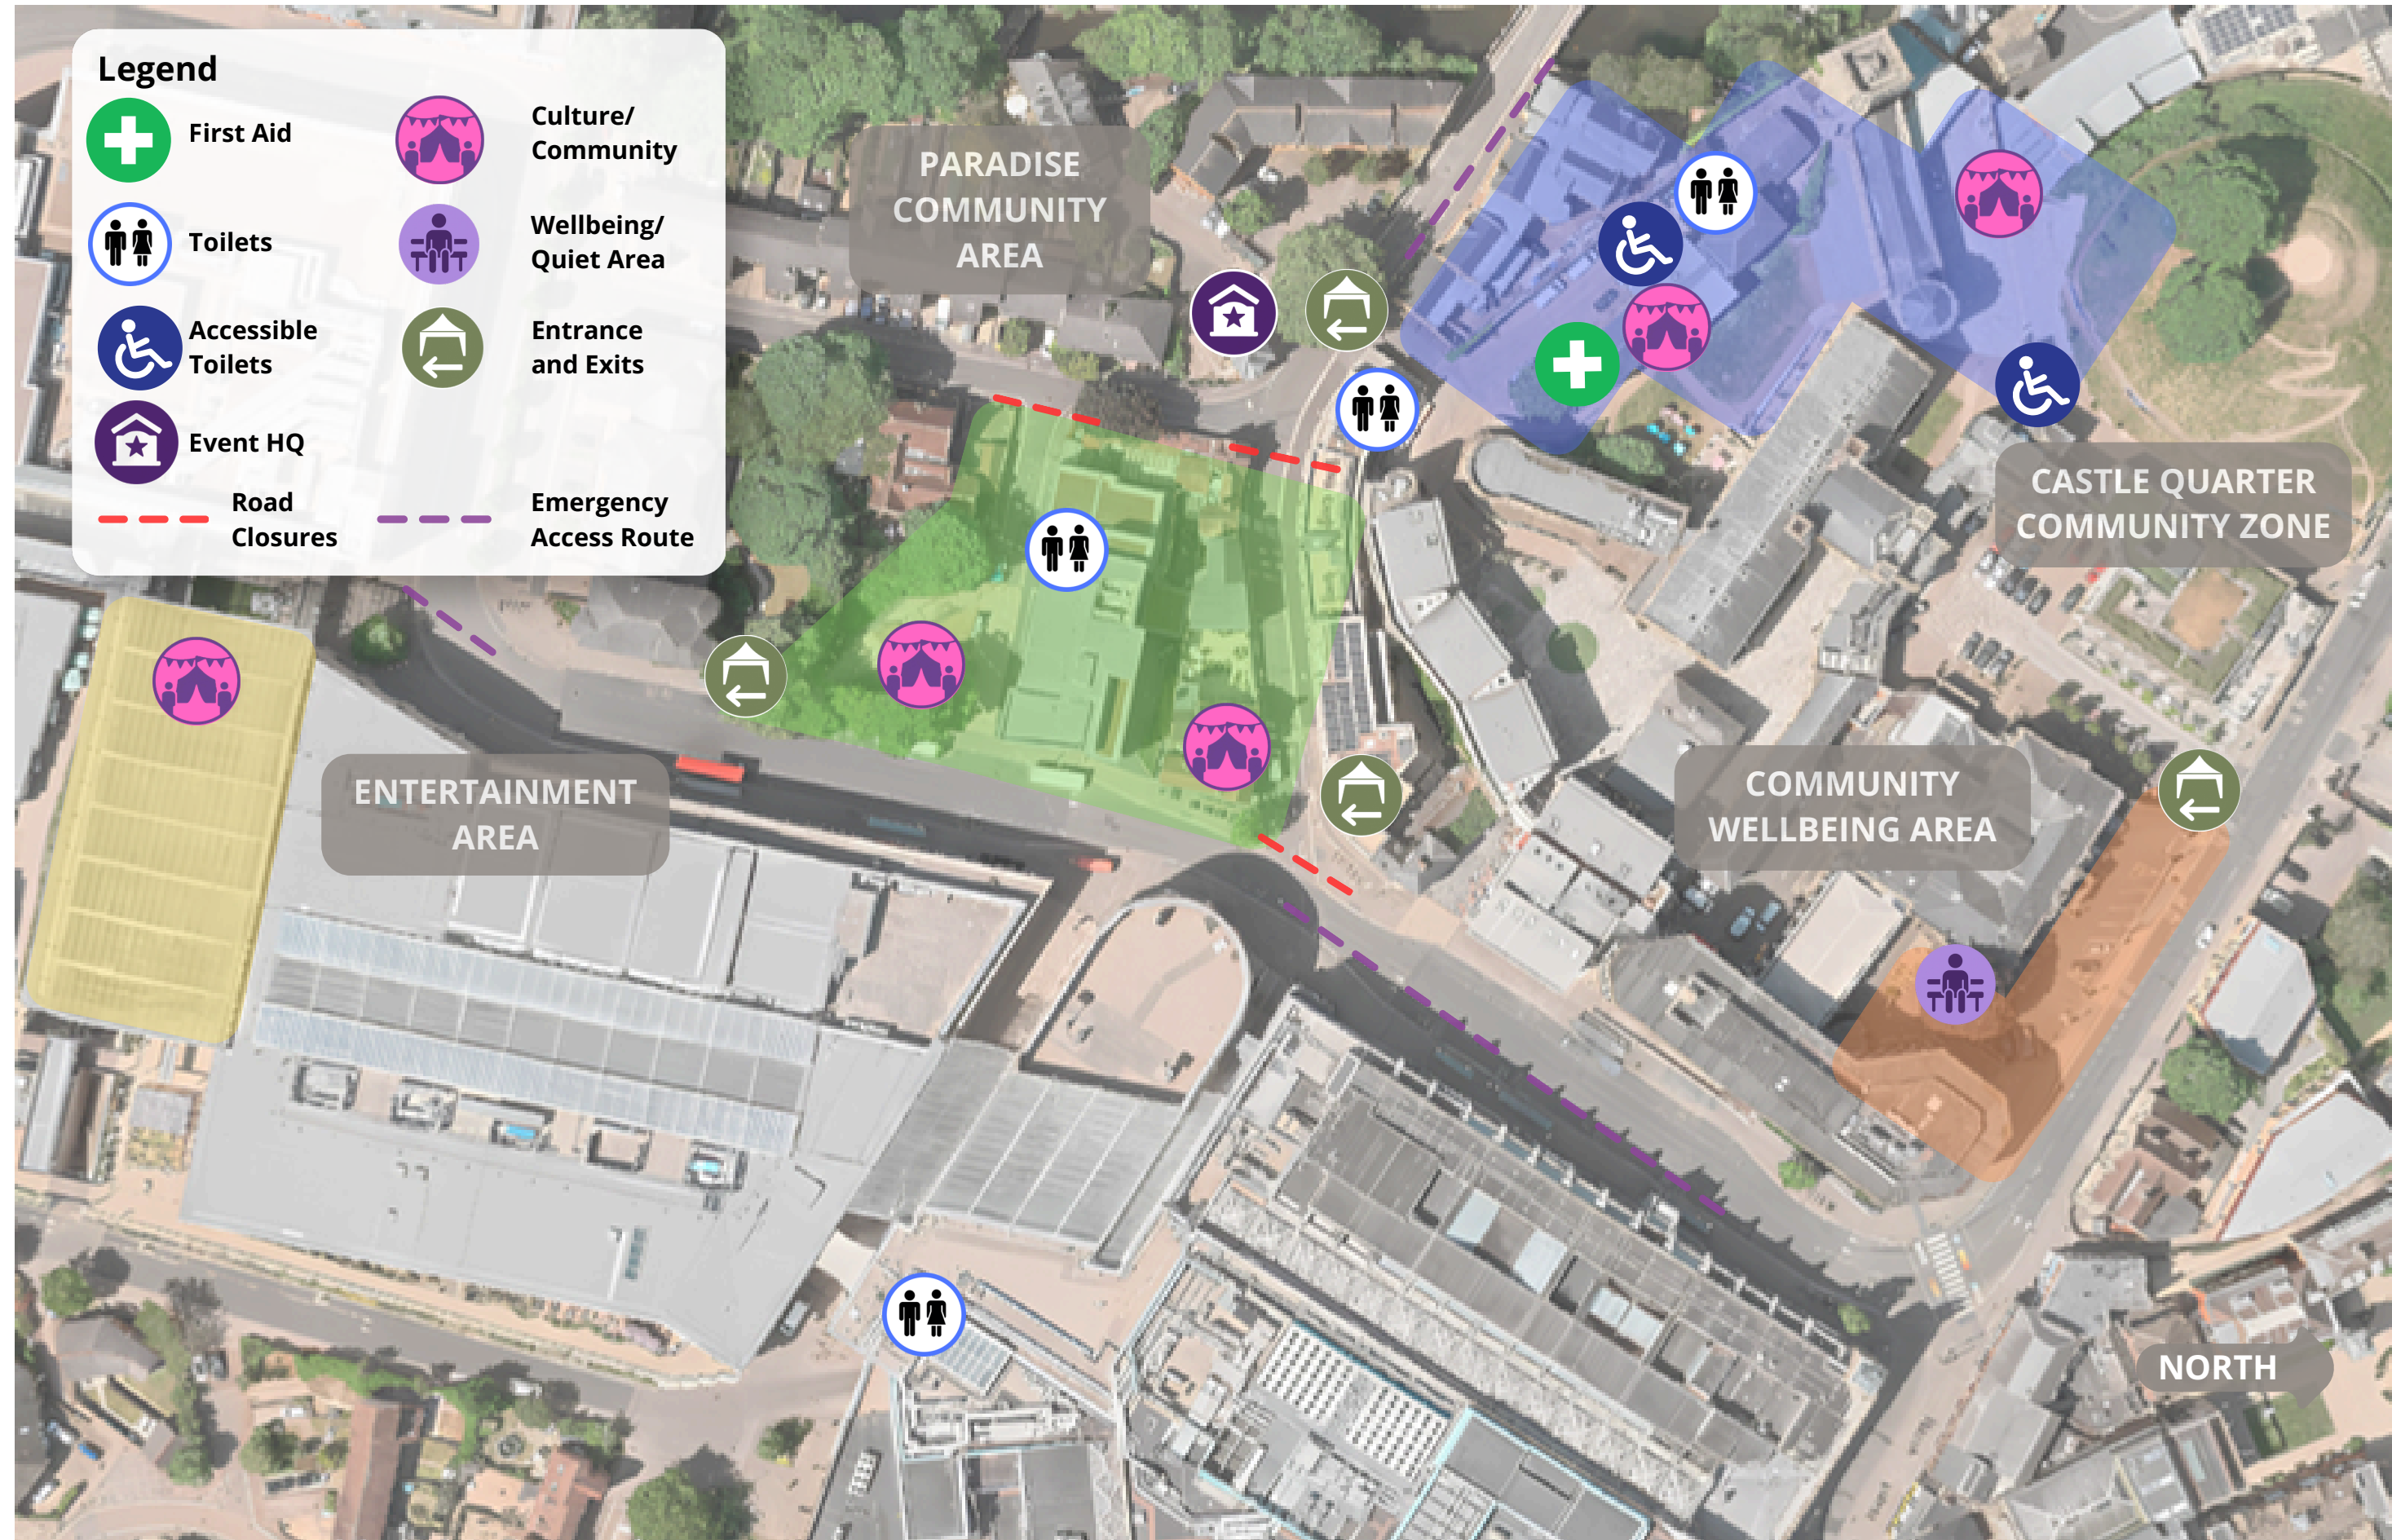 Legend
First Aid
Toilets
Accessible
Toilets
Event HQ
Road
Closures
Culture/
Community
Wellbeing/
Quiet Area
Entrance
and Exits
Emergency
Access Route
PARADISE
COMMUNITY
AREA
CASTLE QUARTER
COMMUNITY ZONE
ENTERTAINMENT
AREA
COMMUNITY
WELLBEING AREA
NORTH